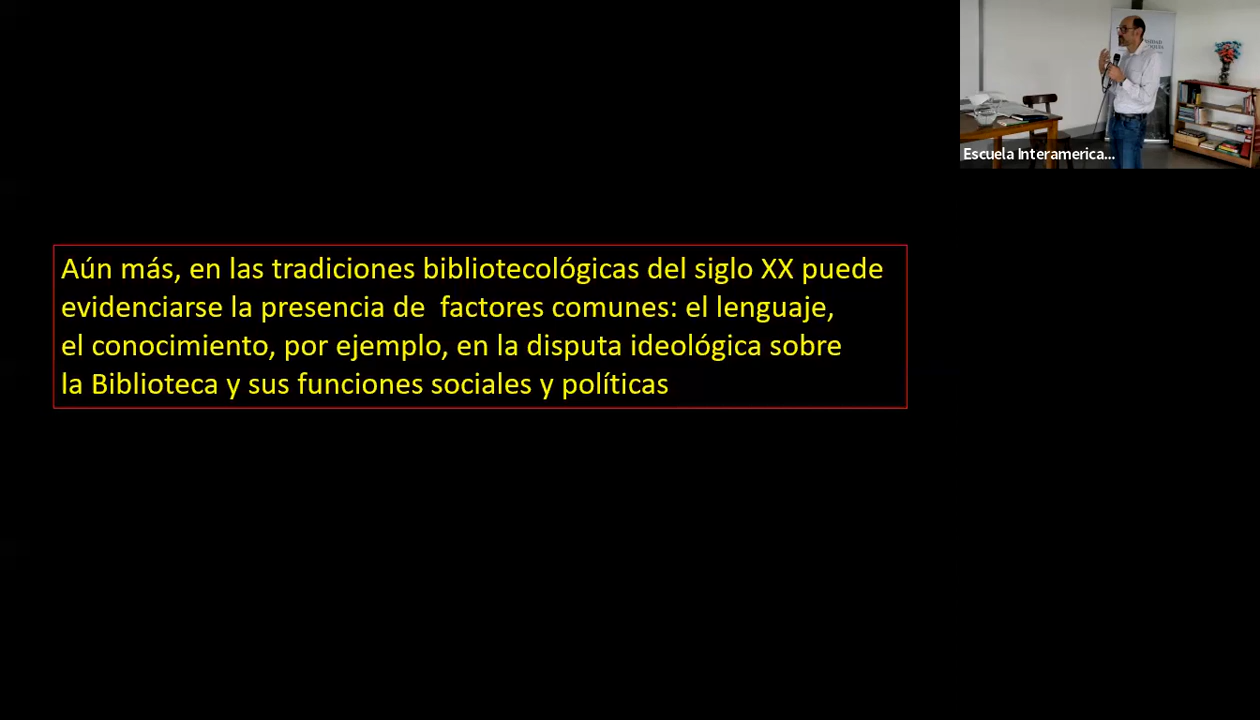 Aún más, en las tradiciones bibliotecológicas del siglo XX puede
evidenciarse la presencia de  factores comunes: el lenguaje,
el conocimiento, por ejemplo, en la disputa ideológica sobre
la Biblioteca y sus funciones sociales y políticas
Escuela Interamerica...